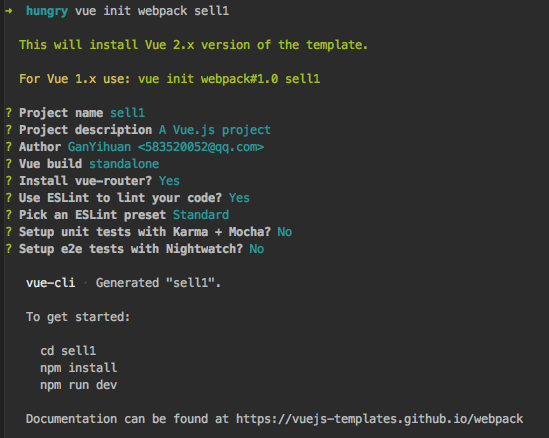 → hungry vue init webpack sell1
This will install Vue 2.x version of the template.
For Vue 1.x use: vue init webpack#1.0 sell1
? Project name sell1
? Project description A Vue.js project
? Author GanYihuan <583520052@qq.com>
? Vue build standalone
? Install vue-router? Yes
? Use ESLint to lint your code? Yes
? Pick an ESLint preset Standard
? Setup unit tests with Karma + Mocha? No
? Setup e2e tests with Nightwatch? No
vue-cli · Generated "sell1".
To get started:
cd sell1
npm install
npm run dev
Documentation can be found at https://vuejs-templates.github.io/webpack